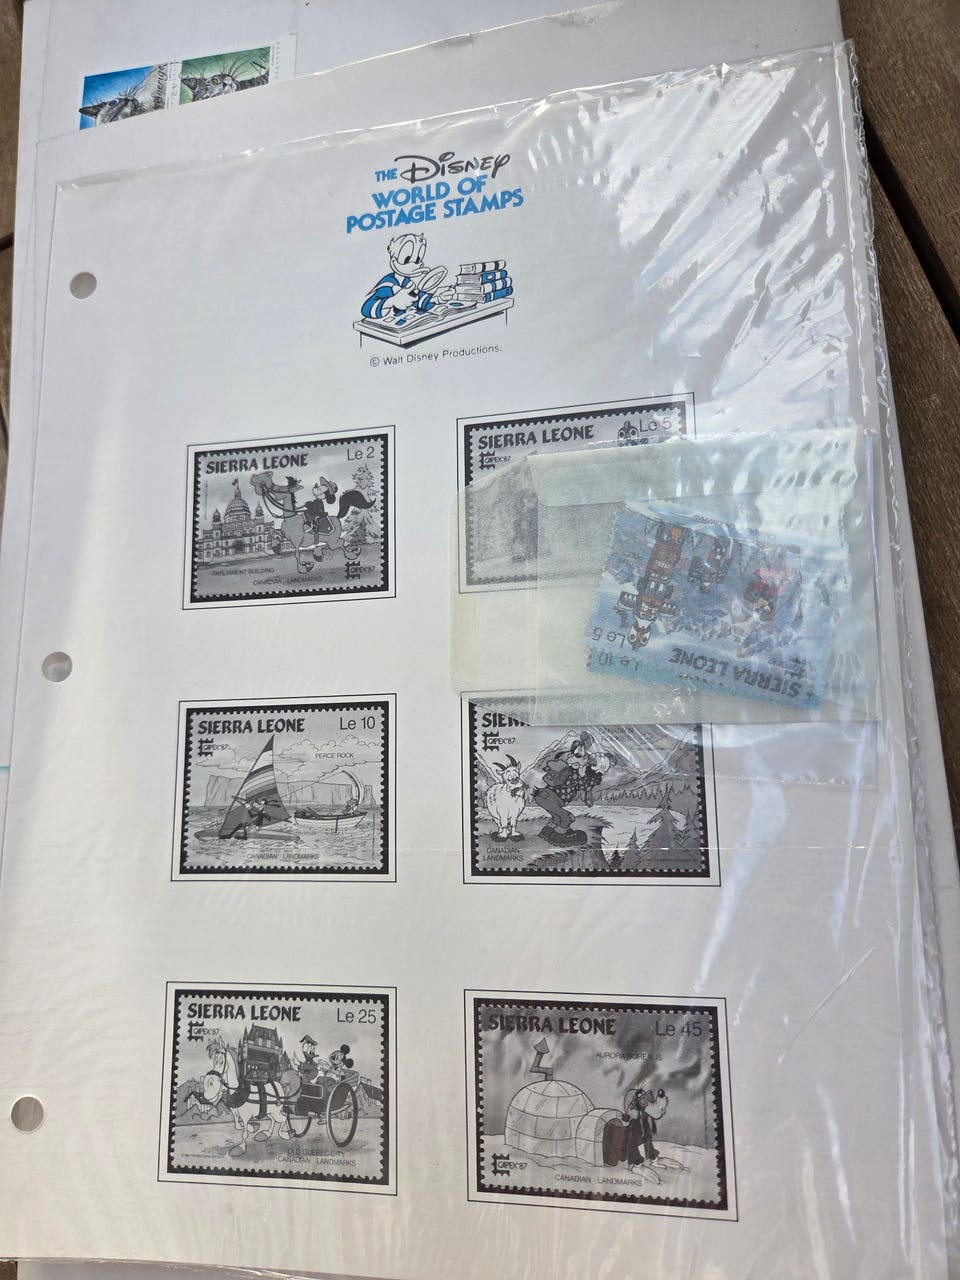 Sverige
THE Disney
WORLD OF
POSTAGE STAMPS
© Walt Disney Productions.
SIERRA LEONE Le 2
PARLIAMENT BUILDING
CANADIAN LANDMARKS
CAPEX'87
SIERRA LEONE Le 5
CAPEX'87
Le 5
Le 10
SIERRA LEONE
SIERRA LEONE Le 10
CAPEX'87
PERCE ROCK
CANADIAN LANDMARKS
CAPEX'87
CANADIAN
LANDMARKS
SIERRA LEONE Le 25
CAPEX'87
OLD QUEBEC CITY
CANADIAN LANDMARKS
SIERRA LEONE Le 45
AURORA BOREALIS
CAPEX'87
CANADIAN LANDMARKS